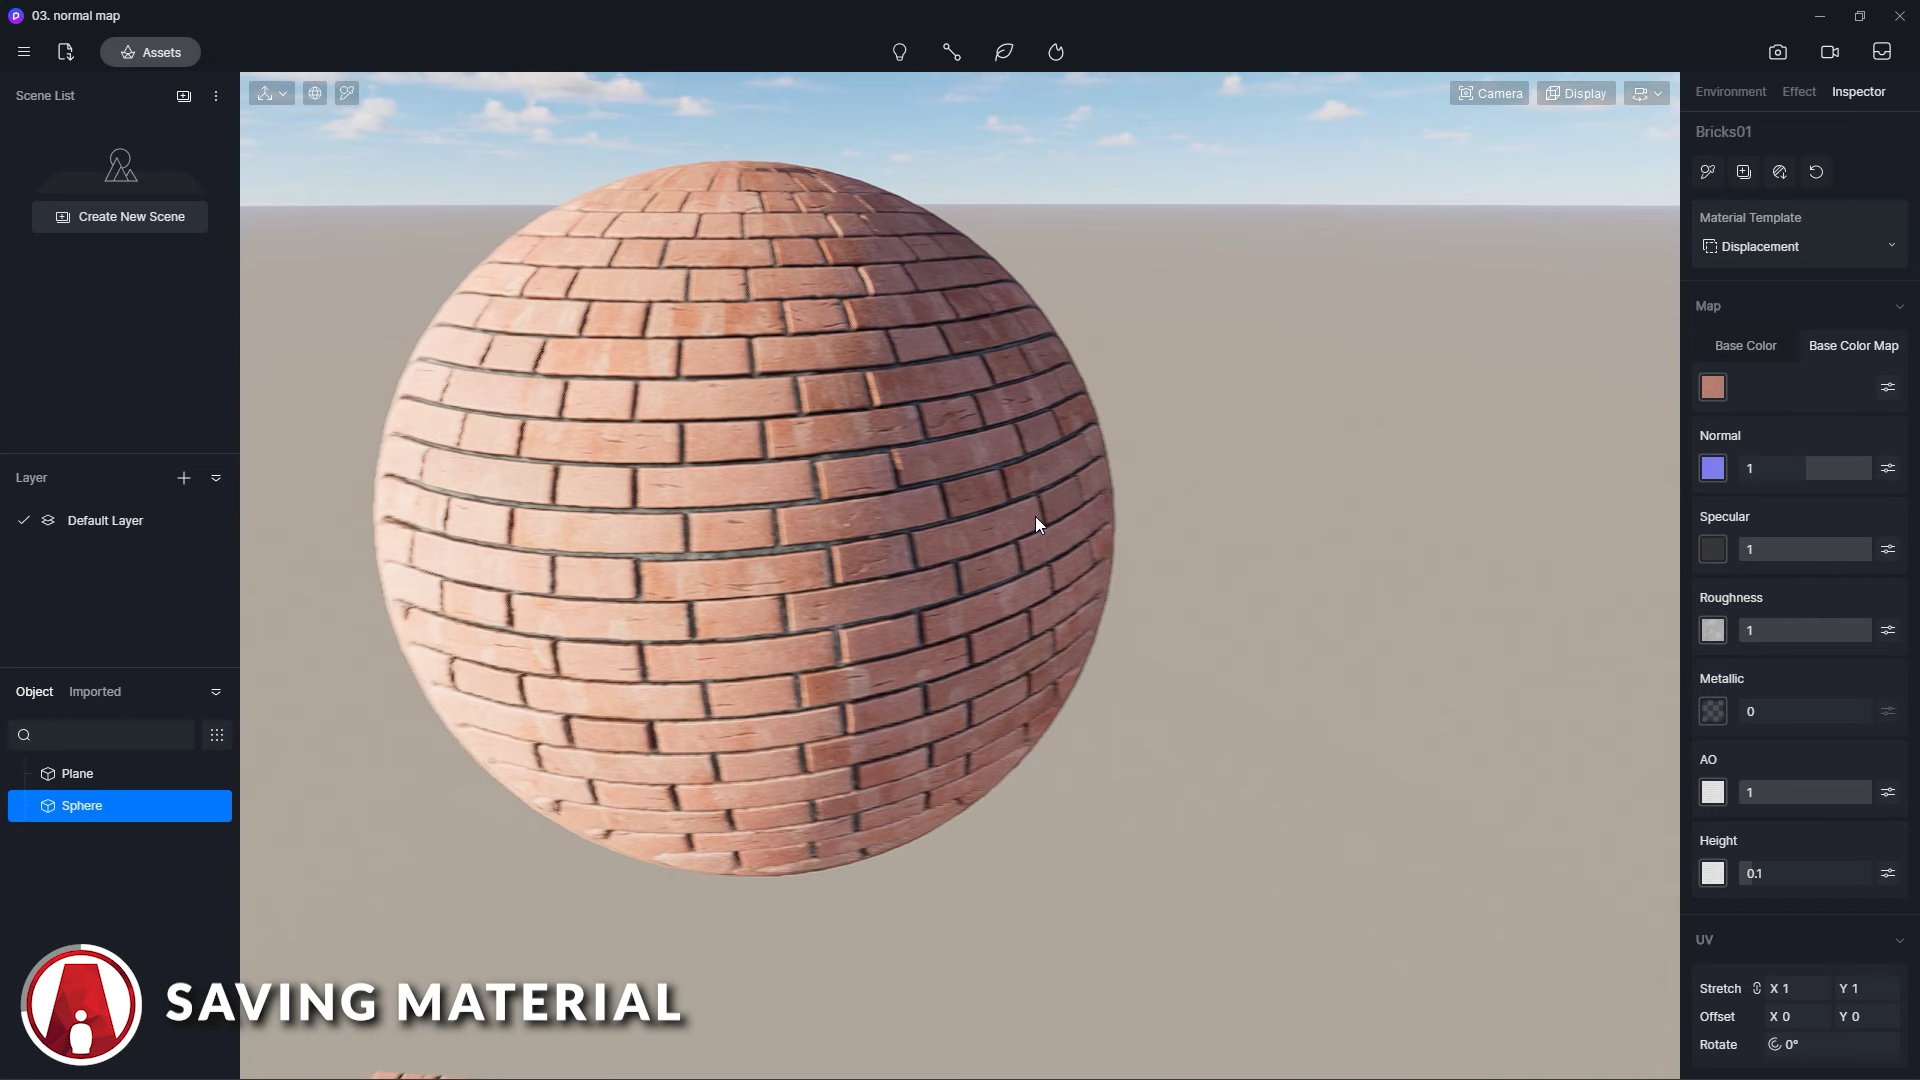 03. normal map
Assets
Scene List
Create New Scene
Layer
Default Layer
Object Imported
Plane
Sphere
Camera Display
Environment Effect Inspector
Bricks01
Material Template
Displacement
Map
Base Color Base Color Map
Normal
1
Specular
1
Roughness
1
Metallic
0
AO
1
Height
0.1
UV
Stretch X 1 Y 1
Offset X 0 Y 0
Rotate 0°
SAVING MATERIAL